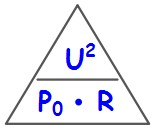 U²
P₀ · R